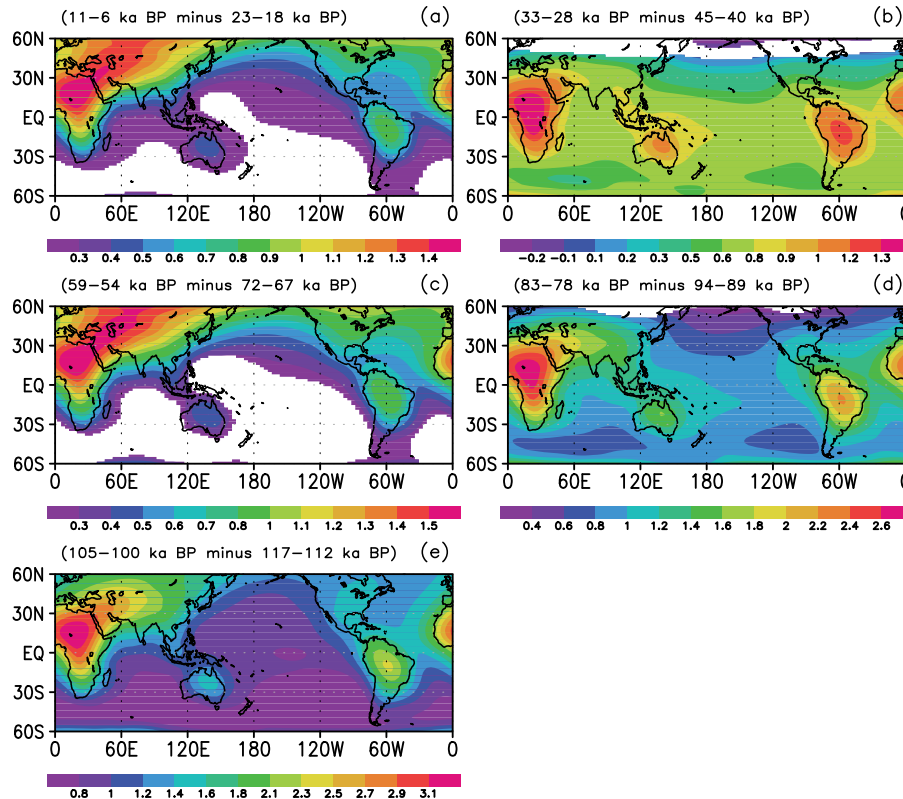 (11−6 ka BP minus 23−18 ka BP) (a)
60N
30N
EQ
30S
60S
0 60E 120E 180 120W 60W 0
0.3 0.4 0.5 0.6 0.7 0.8 1 1.1 1.2 1.3 1.4
(33−28 ka BP minus 45−40 ka BP) (b)
60N
30N
EQ
30S
60S
0 60E 120E 180 120W 60W 0
−0.2 −0.1 0.1 0.2 0.3 0.4 0.6 0.9 1 1.2 1.3
(59−54 ka BP minus 72−67 ka BP) (c)
60N
30N
EQ
30S
60S
0 60E 120E 180 120W 60W 0
0.3 0.4 0.5 0.6 0.7 0.8 1 1.1 1.3 1.4 1.5
(83−78 ka BP minus 94−89 ka BP) (d)
60N
30N
EQ
30S
60S
0 60E 120E 180 120W 60W 0
0.4 0.6 0.8 1 1.2 1.4 1.6 1.8 2 2.2 2.4 2.6
(105−100 ka BP minus 117−112 ka BP) (e)
60N
30N
EQ
30S
60S
0 60E 120E 180 120W 60W 0
0.8 1 1.2 1.4 1.6 1.8 2.1 2.3 2.5 2.7 2.9 3.1